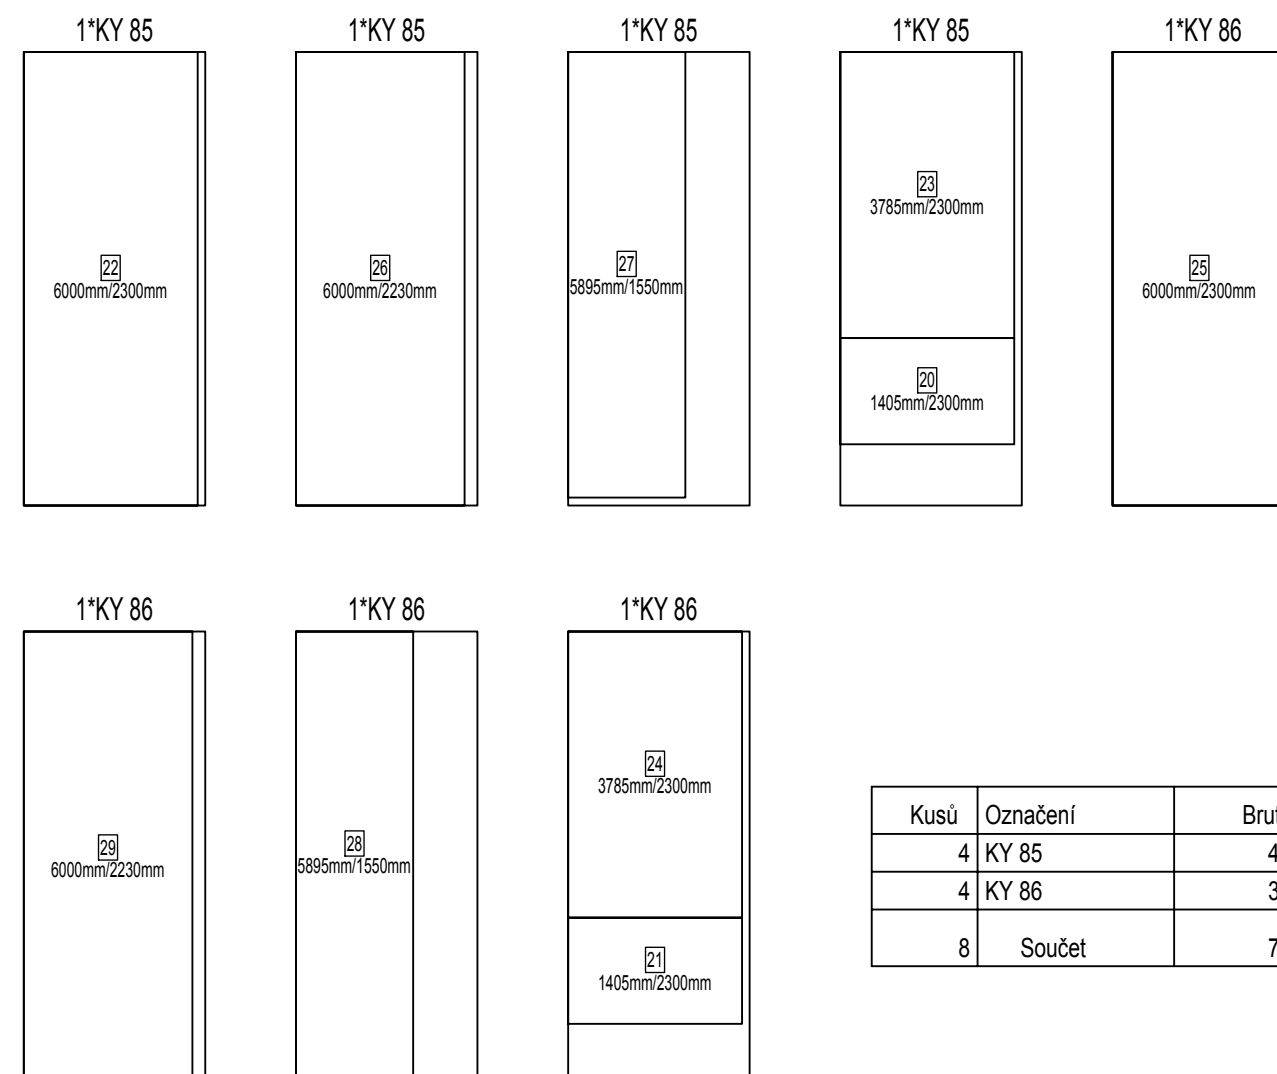 1*KY 85
1*KY 85
1*KY 85
1*KY 85
1*KY 86
22
6000mm/2300mm
26
6000mm/2230mm
27
5895mm/1550mm
23
3785mm/2300mm
20
1405mm/2300mm
25
6000mm/2300mm
1*KY 86
1*KY 86
1*KY 86
29
6000mm/2230mm
28
5895mm/1550mm
24
3785mm/2300mm
21
1405mm/2300mm
Kusů Označení
4 KY 85 4
4 KY 86 3
8 Součet 7